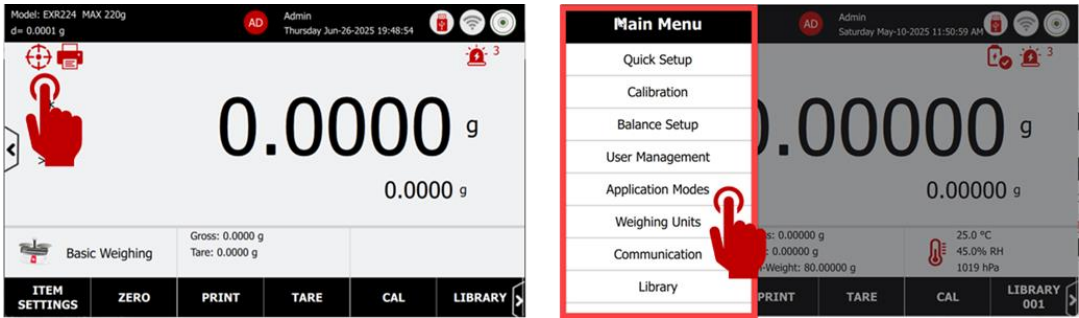 Model: EXR224 MAX 220g
d= 0.0001 g
AD
Admin
Thursday Jun-26-2025 19:48:54
3
0.0000 g
0.0000 g
Basic Weighing
Gross: 0.0000 g
Tare: 0.0000 g
ITEM SETTINGS
ZERO
PRINT
TARE
CAL
LIBRARY
Main Menu
Quick Setup
Calibration
Balance Setup
User Management
Application Modes
Weighing Units
Communication
Library
AD
Admin
Saturday May-10-2025 11:50:59 AM
3
0.00000 g
0.00000 g
: 0.00000 g
0.00000 g
-Weight: 80.00000 g
25.0 °C
45.0% RH
1019 hPa
PRINT
TARE
CAL
LIBRARY 001